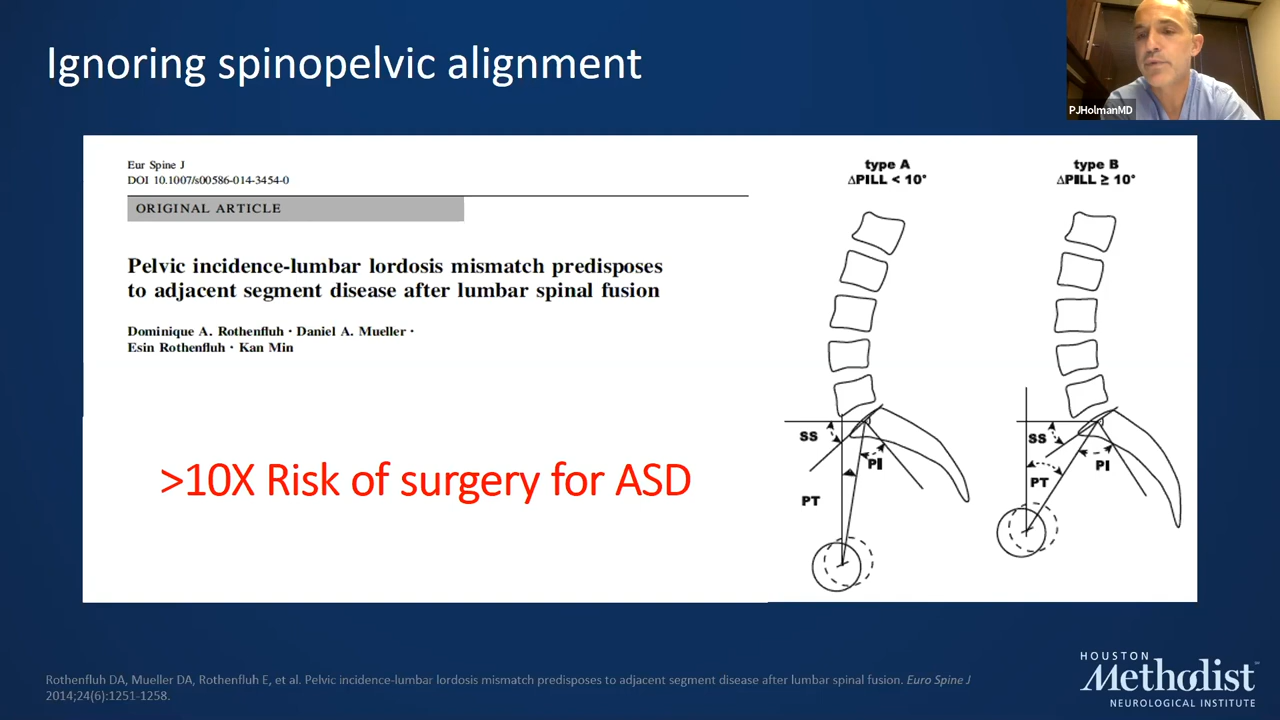 Ignoring spinopelvic alignment
PJHolmanMD
Eur Spine J
DOI 10.1007/s00586-014-3454-0
ORIGINAL ARTICLE
Pelvic incidence-lumbar lordosis mismatch predisposes
to adjacent segment disease after lumbar spinal fusion
Dominique A. Rothenfluh · Daniel A. Mueller ·
Esin Rothenfluh · Kan Min
>10X Risk of surgery for ASD
type A
ΔPILL < 10°
SS
PI
PT
type B
ΔPILL ≥ 10°
SS
PI
PT
Rothenfluh DA, Mueller DA, Rothenfluh E, et al. Pelvic incidence-lumbar lordosis mismatch predisposes to adjacent segment disease after lumbar spinal fusion. Euro Spine J
2014;24(6):1251-1258.
HOUSTON
Methodist
NEUROLOGICAL INSTITUTE